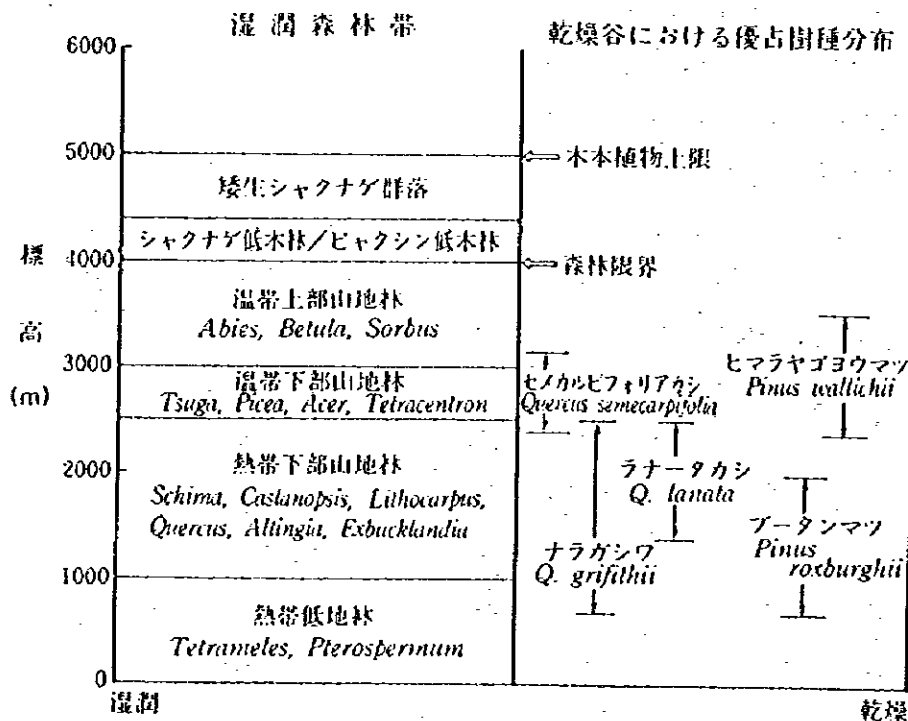 湿潤森林帯
乾燥谷における優占樹種分布
6000
5000
4000
3000
2000
1000
0
標
高
(m)
木本植物上限
矮生シャクナゲ群落
シャクナゲ低木林/ビャクシン低木林
森林限界
温帯上部山地林
Abies, Betula, Sorbus
温帯下部山地林
Tsuga, Picea, Acer, Tetracentron
熱帯下部山地林
Schima, Castanopsis, Lithocarpus,
Quercus, Altingia, Exbucklandia
熱帯低地林
Tetrameles, Pterospermum
セメカルピフォリアカシ
Quercus semecarpifolia
ヒマラヤゴヨウマツ
Pinus wallichii
ラナータカシ
Q. lanata
ナラガシワ
Q. grifithii
ブータンマツ
Pinus
roxburghii
湿潤
乾燥